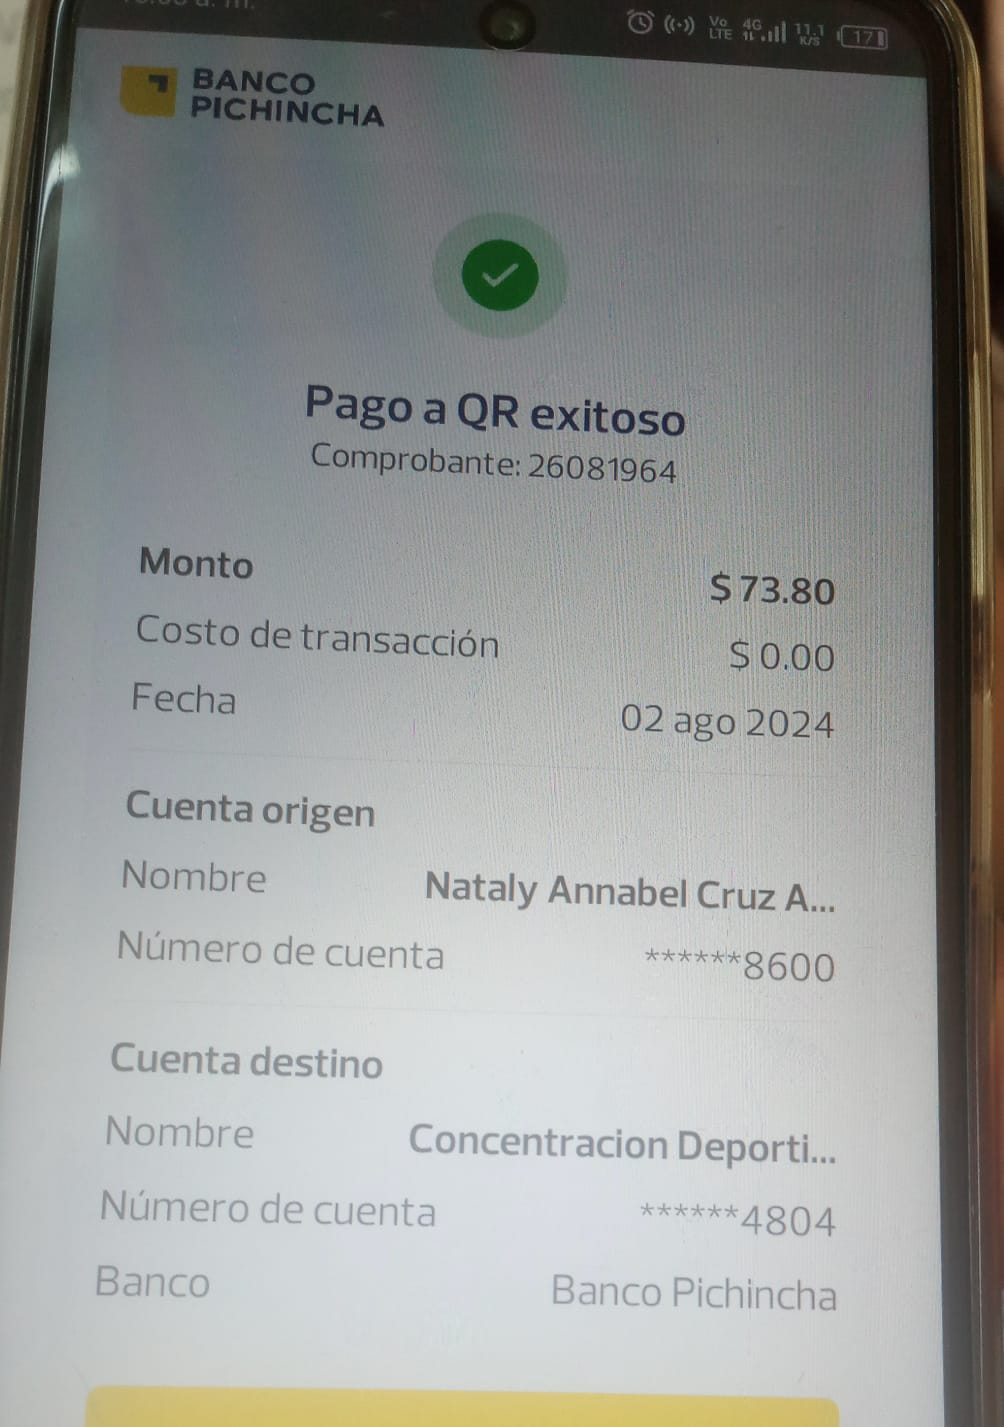 Vo
LTE
4G
11.1
K/S
17
BANCO
PICHINCHA
Pago a QR exitoso
Comprobante: 26081964
Monto $ 73.80
Costo de transacción $ 0.00
Fecha 02 ago 2024
Cuenta origen
Nombre Nataly Annabel Cruz A...
Número de cuenta ******8600
Cuenta destino
Nombre Concentracion Deporti...
Número de cuenta ******4804
Banco Banco Pichincha